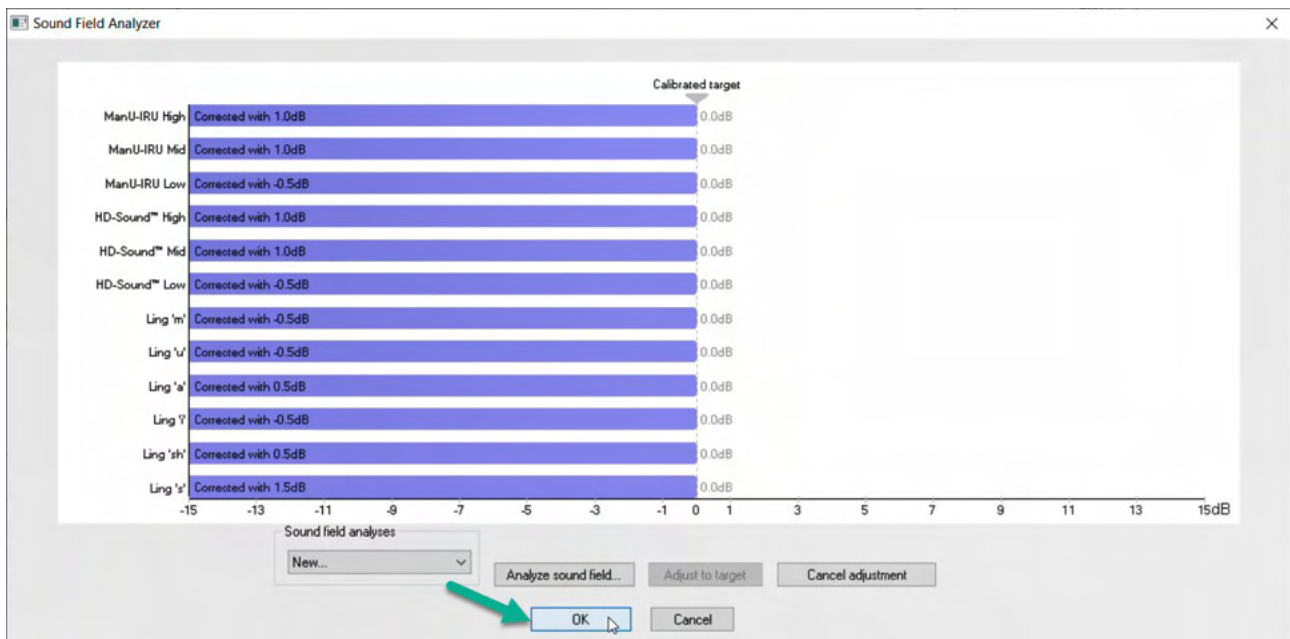 Sound Field Analyzer
Calibrated target
ManU-IRU High Corrected with 1.0dB 0.0dB
ManU-IRU Mid Corrected with 1.0dB 0.0dB
ManU-IRU Low Corrected with -0.5dB 0.0dB
HD-Sound™ High Corrected with 1.0dB 0.0dB
HD-Sound™ Mid Corrected with 1.0dB 0.0dB
HD-Sound™ Low Corrected with -0.5dB 0.0dB
Ling 'm' Corrected with -0.5dB 0.0dB
Ling 'u' Corrected with -0.5dB 0.0dB
Ling 'a' Corrected with 0.5dB 0.0dB
Ling 'i' Corrected with -0.5dB 0.0dB
Ling 'sh' Corrected with 0.5dB 0.0dB
Ling 's' Corrected with 1.5dB 0.0dB
-15 -13 -11 -9 -7 -5 -3 -1 0 1 3 5 7 9 11 13 15dB
Sound field analyses
New...
Analyze sound field... Adjust to target Cancel adjustment
OK Cancel